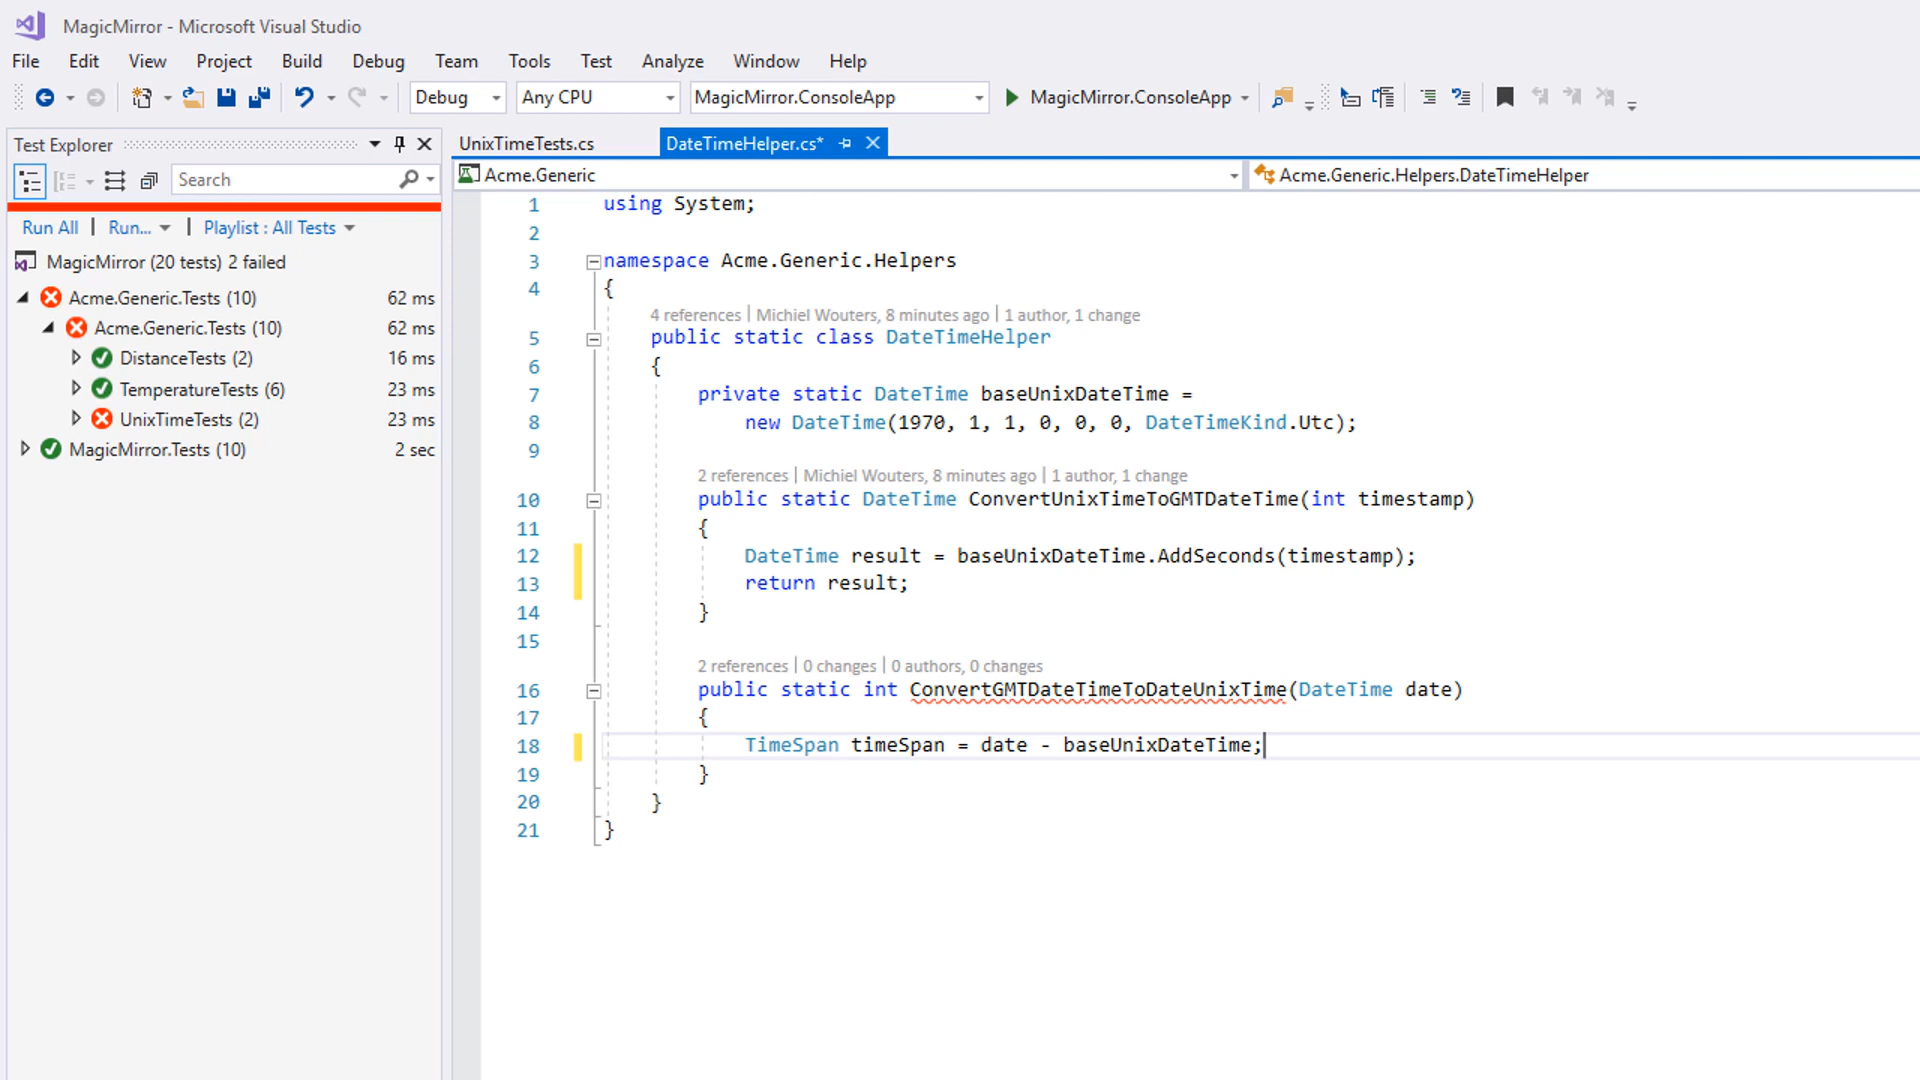 MagicMirror - Microsoft Visual Studio
File Edit View Project Build Debug Team Tools Test Analyze Window Help
Debug Any CPU MagicMirror.ConsoleApp MagicMirror.ConsoleApp
Test Explorer
Search
Run All | Run... | Playlist : All Tests
MagicMirror (20 tests) 2 failed
Acme.Generic.Tests (10) 62 ms
Acme.Generic.Tests (10) 62 ms
DistanceTests (2) 16 ms
TemperatureTests (6) 23 ms
UnixTimeTests (2) 23 ms
MagicMirror.Tests (10) 2 sec
UnixTimeTests.cs DateTimeHelper.cs*
Acme.Generic Acme.Generic.Helpers.DateTimeHelper
1 using System;
2
3 namespace Acme.Generic.Helpers
4 {
4 references | Michiel Wouters, 8 minutes ago | 1 author, 1 change
5 public static class DateTimeHelper
6 {
7 private static DateTime baseUnixDateTime =
8 new DateTime(1970, 1, 1, 0, 0, 0, DateTimeKind.Utc);
9
2 references | Michiel Wouters, 8 minutes ago | 1 author, 1 change
10 public static DateTime ConvertUnixTimeToGMTDateTime(int timestamp)
11 {
12 DateTime result = baseUnixDateTime.AddSeconds(timestamp);
13 return result;
14 }
15
2 references | 0 changes | 0 authors, 0 changes
16 public static int ConvertGMTDateTimeToDateUnixTime(DateTime date)
17 {
18 TimeSpan timeSpan = date - baseUnixDateTime;
19 }
20 }
21 }